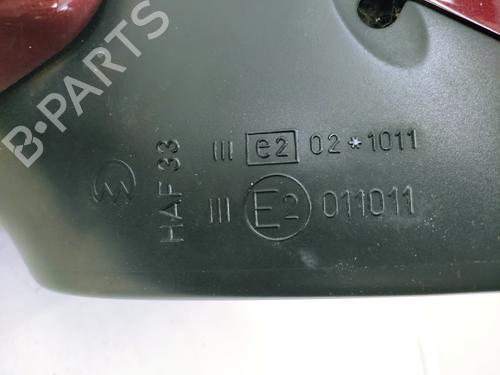 B-PARTS
HAF 33
III e2 02*1011
III E2 011011